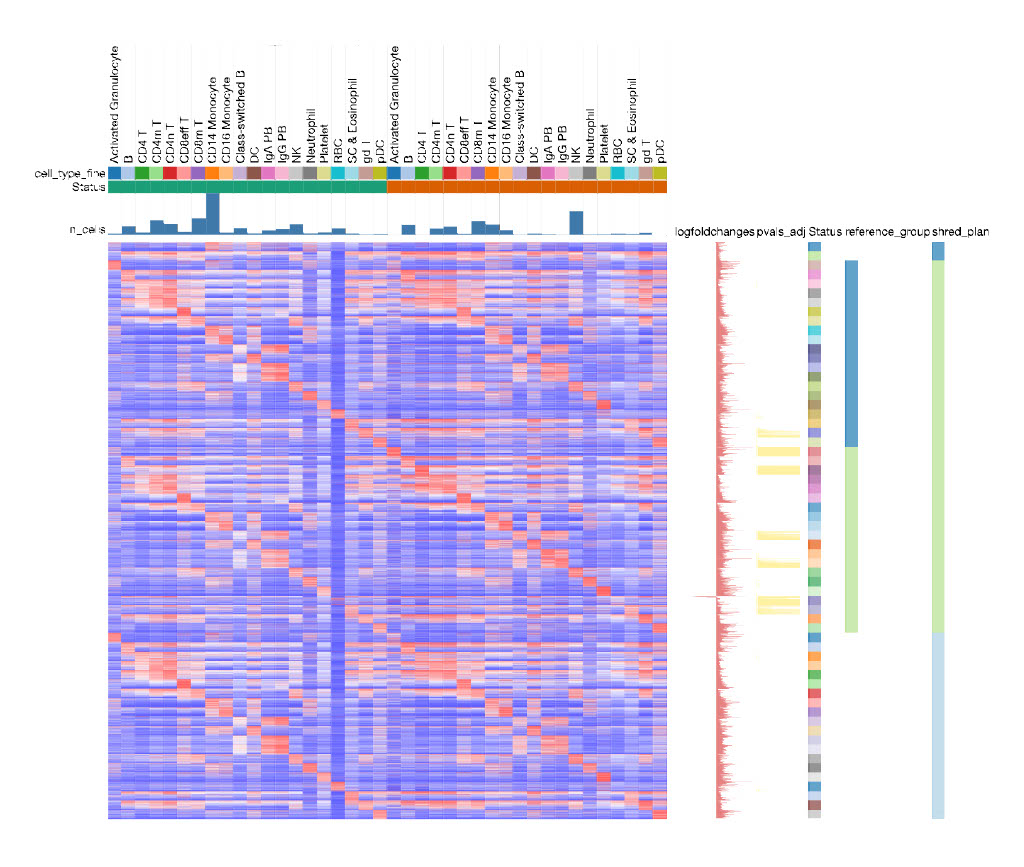 Activated Granulocyte
B
CD4 T
CD4m T
CD4n T
CD8eff T
CD8m T
CD14 Monocyte
CD16 Monocyte
Class-switched B
DC
IgA PB
IgG PB
NK
Neutrophil
Platelet
RBC
SC & Eosinophil
gd T
pDC
Activated Granulocyte
B
CD4 T
CD4m T
CD4n T
CD8eff T
CD8m T
CD14 Monocyte
CD16 Monocyte
Class-switched B
DC
IgA PB
IgG PB
NK
Neutrophil
Platelet
RBC
SC & Eosinophil
gd T
pDC
cell_type_fine
Status
n_cells
logfoldchanges pvals_adj Status reference_group shred_plan